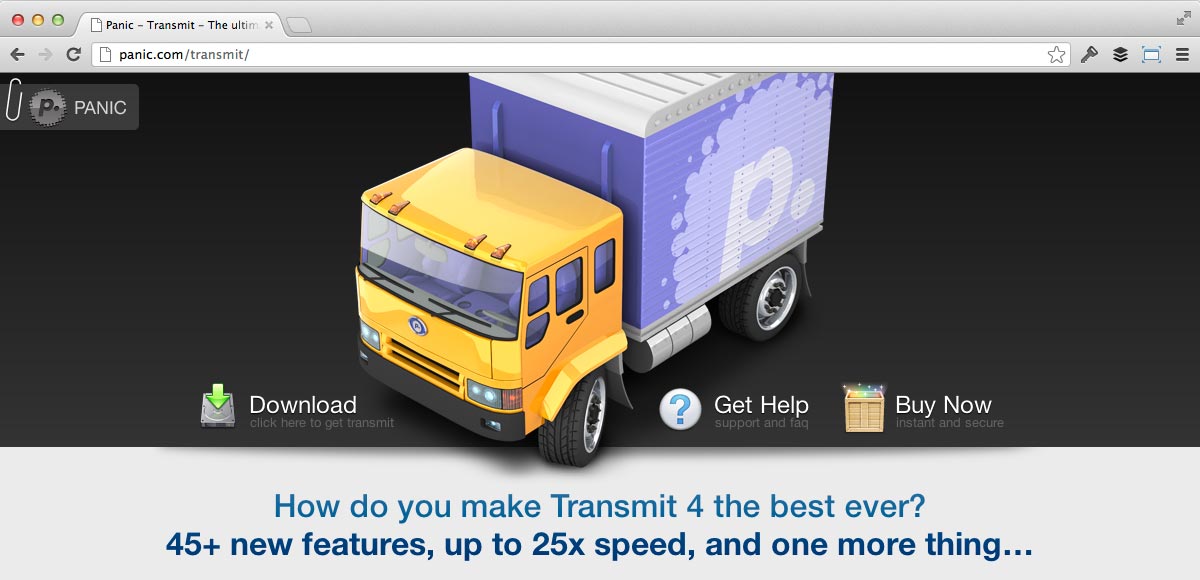 Panic – Transmit – The ultim
panic.com/transmit/
p. PANIC
p.
Download
click here to get transmit
Get Help
support and faq
Buy Now
instant and secure
How do you make Transmit 4 the best ever?
45+ new features, up to 25x speed, and one more thing...